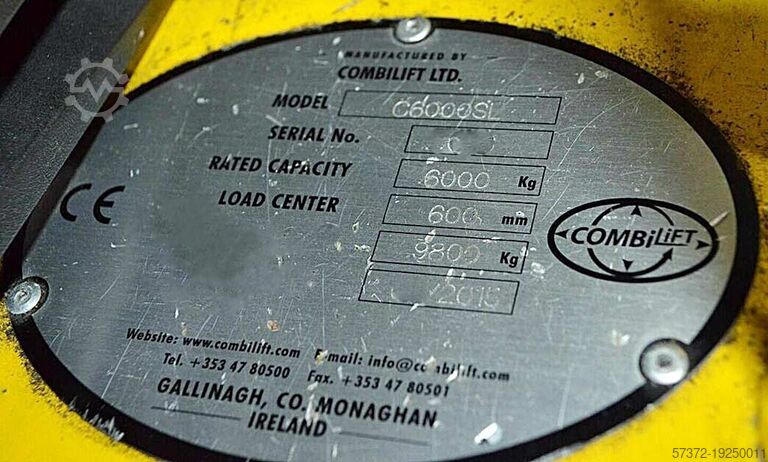 MANUFACTURED BY
COMBILIFT LTD.
MODEL C6000SL
SERIAL No.
RATED CAPACITY 6000 Kg
LOAD CENTER 600 mm
9800 Kg
CE
COMBiLiFT
Website: www.combilift.com E-mail: info@combilift.com
Tel. +353 47 80500 Fax. +353 47 80501
GALLINAGH, CO. MONAGHAN
IRELAND
57372-19250011